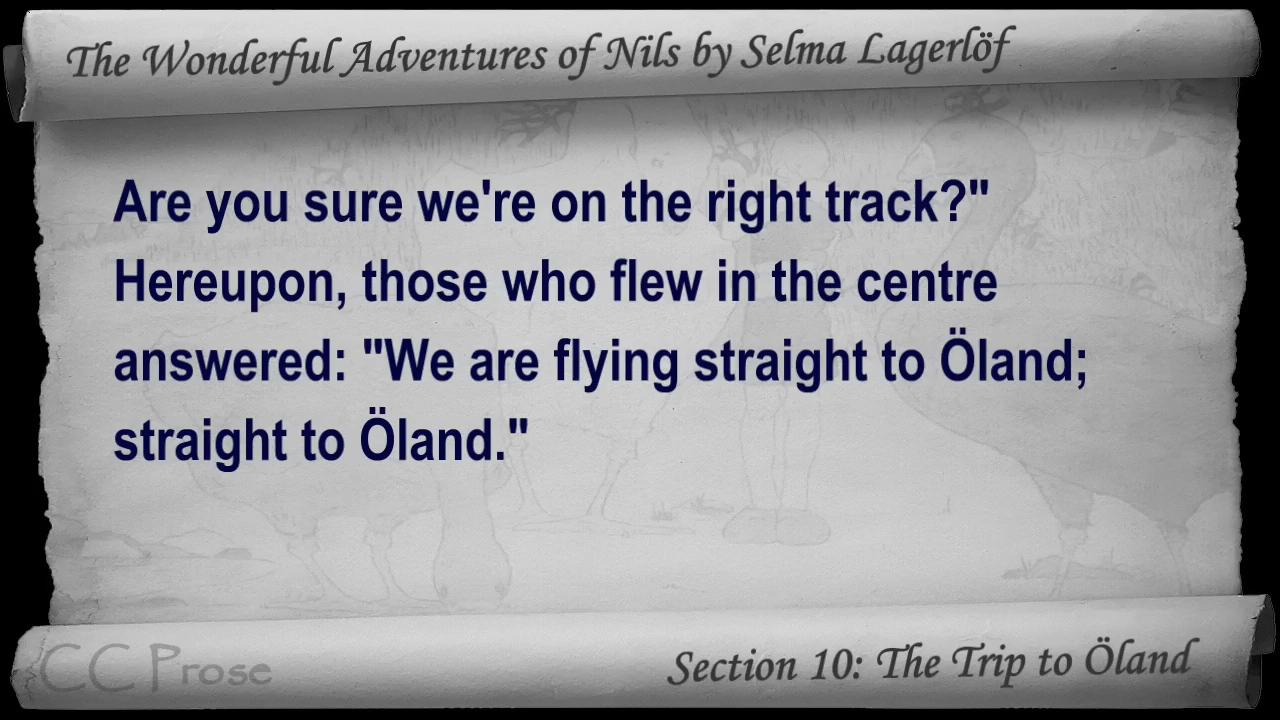 The Wonderful Adventures of Nils by Selma Lagerlöf
Are you sure we're on the right track?"
Hereupon, those who flew in the centre
answered: "We are flying straight to Öland;
straight to Öland."
CC Prose
Section 10: The Trip to Öland